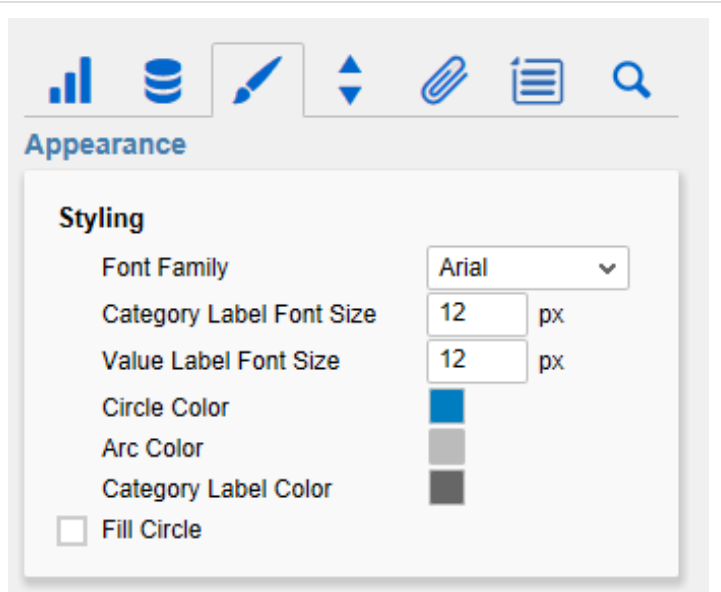 Appearance
Styling
Font Family Arial
Category Label Font Size 12 px
Value Label Font Size 12 px
Circle Color
Arc Color
Category Label Color
Fill Circle